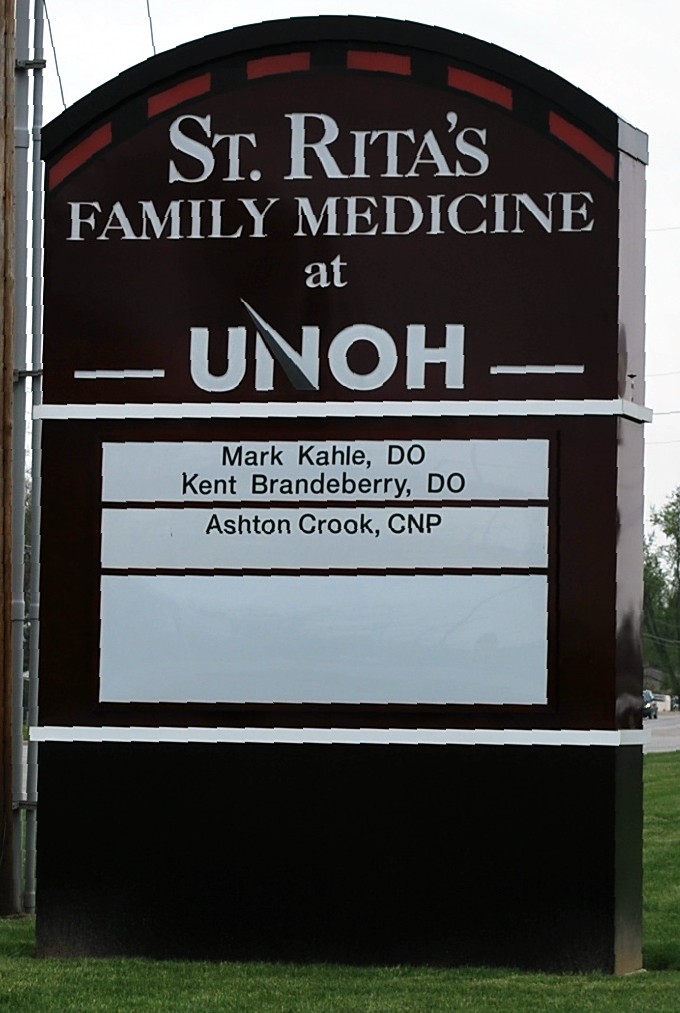 ST. RITA'S
FAMILY MEDICINE
at
UNOH
Mark Kahle, DO
Kent Brandeberry, DO
Ashton Crook, CNP